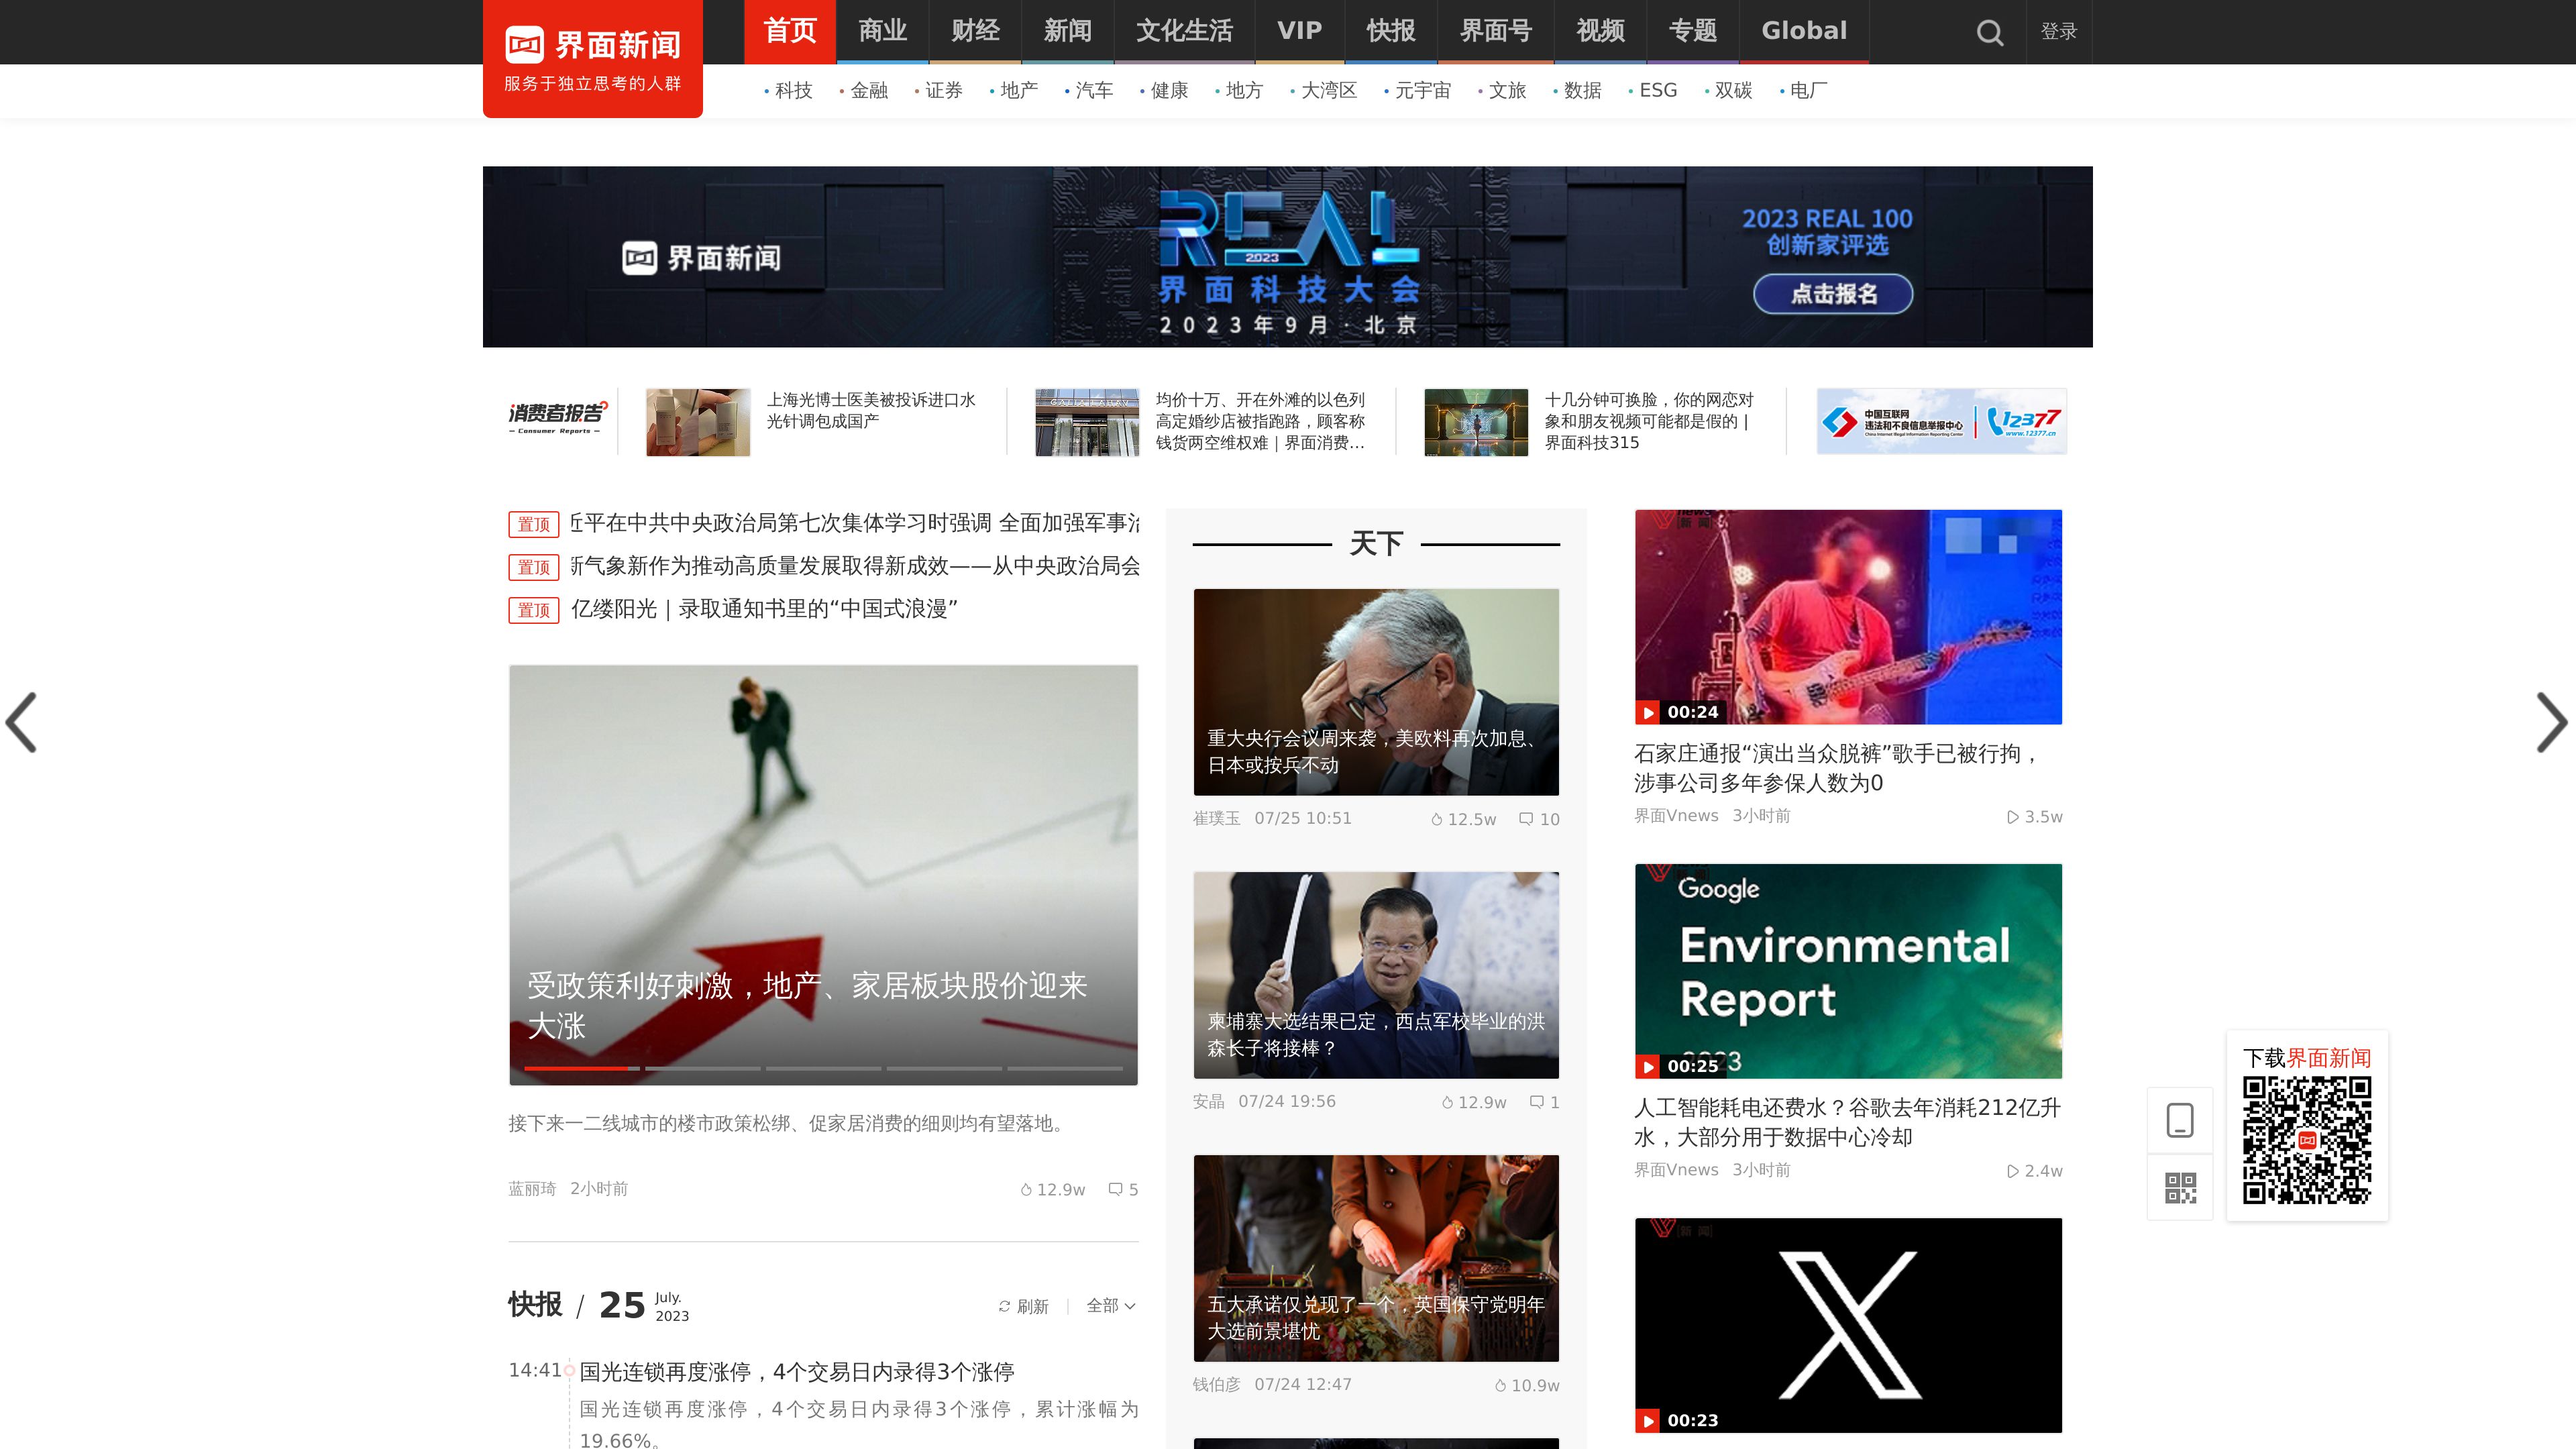 界面新闻
服务于独立思考的人群
首页
商业
财经
新闻
文化生活
VIP
快报
界面号
视频
专题
Global
登录
科技
金融
证券
地产
汽车
健康
地方
大湾区
元宇宙
文旅
数据
ESG
双碳
电厂
界面新闻
REAL
2023
界面科技大会
2023年9月·北京
2023 REAL 100
创新家评选
点击报名
消费者报告
Consumer Reports
上海光博士医美被投诉进口水
光针调包成国产
均价十万、开在外滩的以色列
高定婚纱店被指跑路，顾客称
钱货两空维权难｜界面消费...
十几分钟可换脸，你的网恋对
象和朋友视频可能都是假的 |
界面科技315
中国互联网
违法和不良信息举报中心
China Internet Illegal Information Reporting Center
12377
www.12377.cn
置顶 近平在中共中央政治局第七次集体学习时强调 全面加强军事治
置顶 新气象新作为推动高质量发展取得新成效——从中央政治局会
置顶 亿缕阳光｜录取通知书里的“中国式浪漫”
受政策利好刺激，地产、家居板块股价迎来
大涨
接下来一二线城市的楼市政策松绑、促家居消费的细则均有望落地。
蓝丽琦 2小时前 12.9w 5
快报 / 25 July.
2023
刷新 全部
14:41 国光连锁再度涨停，4个交易日内录得3个涨停
国光连锁再度涨停，4个交易日内录得3个涨停，累计涨幅为
19.66%。
天下
重大央行会议周来袭，美欧料再次加息、
日本或按兵不动
崔璞玉 07/25 10:51 12.5w 10
柬埔寨大选结果已定，西点军校毕业的洪
森长子将接棒？
安晶 07/24 19:56 12.9w 1
五大承诺仅兑现了一个，英国保守党明年
大选前景堪忧
钱伯彦 07/24 12:47 10.9w
00:24
石家庄通报“演出当众脱裤”歌手已被行拘，
涉事公司多年参保人数为0
界面Vnews 3小时前 3.5w
Google
Environmental
Report
00:25
人工智能耗电还费水？谷歌去年消耗212亿升
水，大部分用于数据中心冷却
界面Vnews 3小时前 2.4w
X
00:23
下载界面新闻